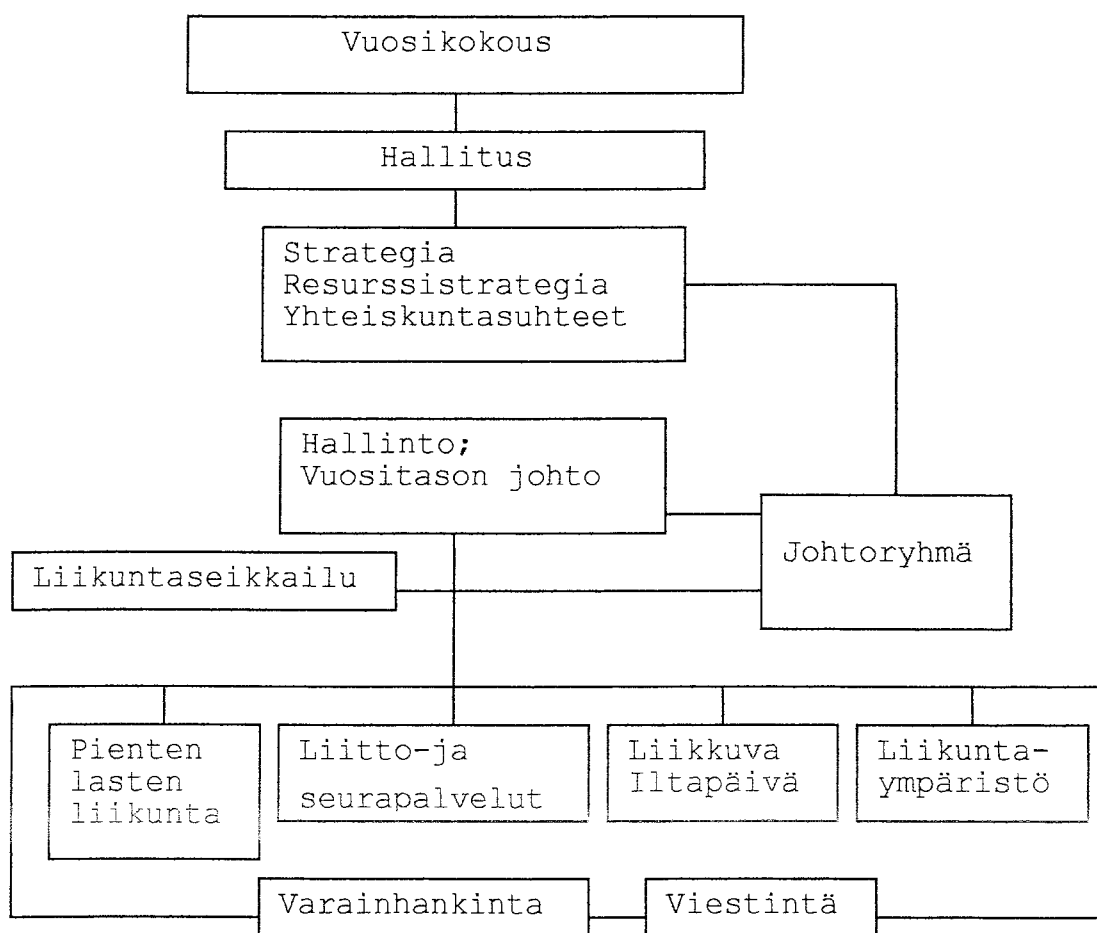 Vuosikokous
Hallitus
Strategia
Resurssistrategia
Yhteiskuntasuhteet
Hallinto;
Vuositason johto
Johtoryhmä
Liikuntaseikkailu
Pienten
lasten
liikunta
Liitto-ja
seurapalvelut
Liikkuva
Iltapäivä
Liikunta-
ympäristö
Varainhankinta
Viestintä